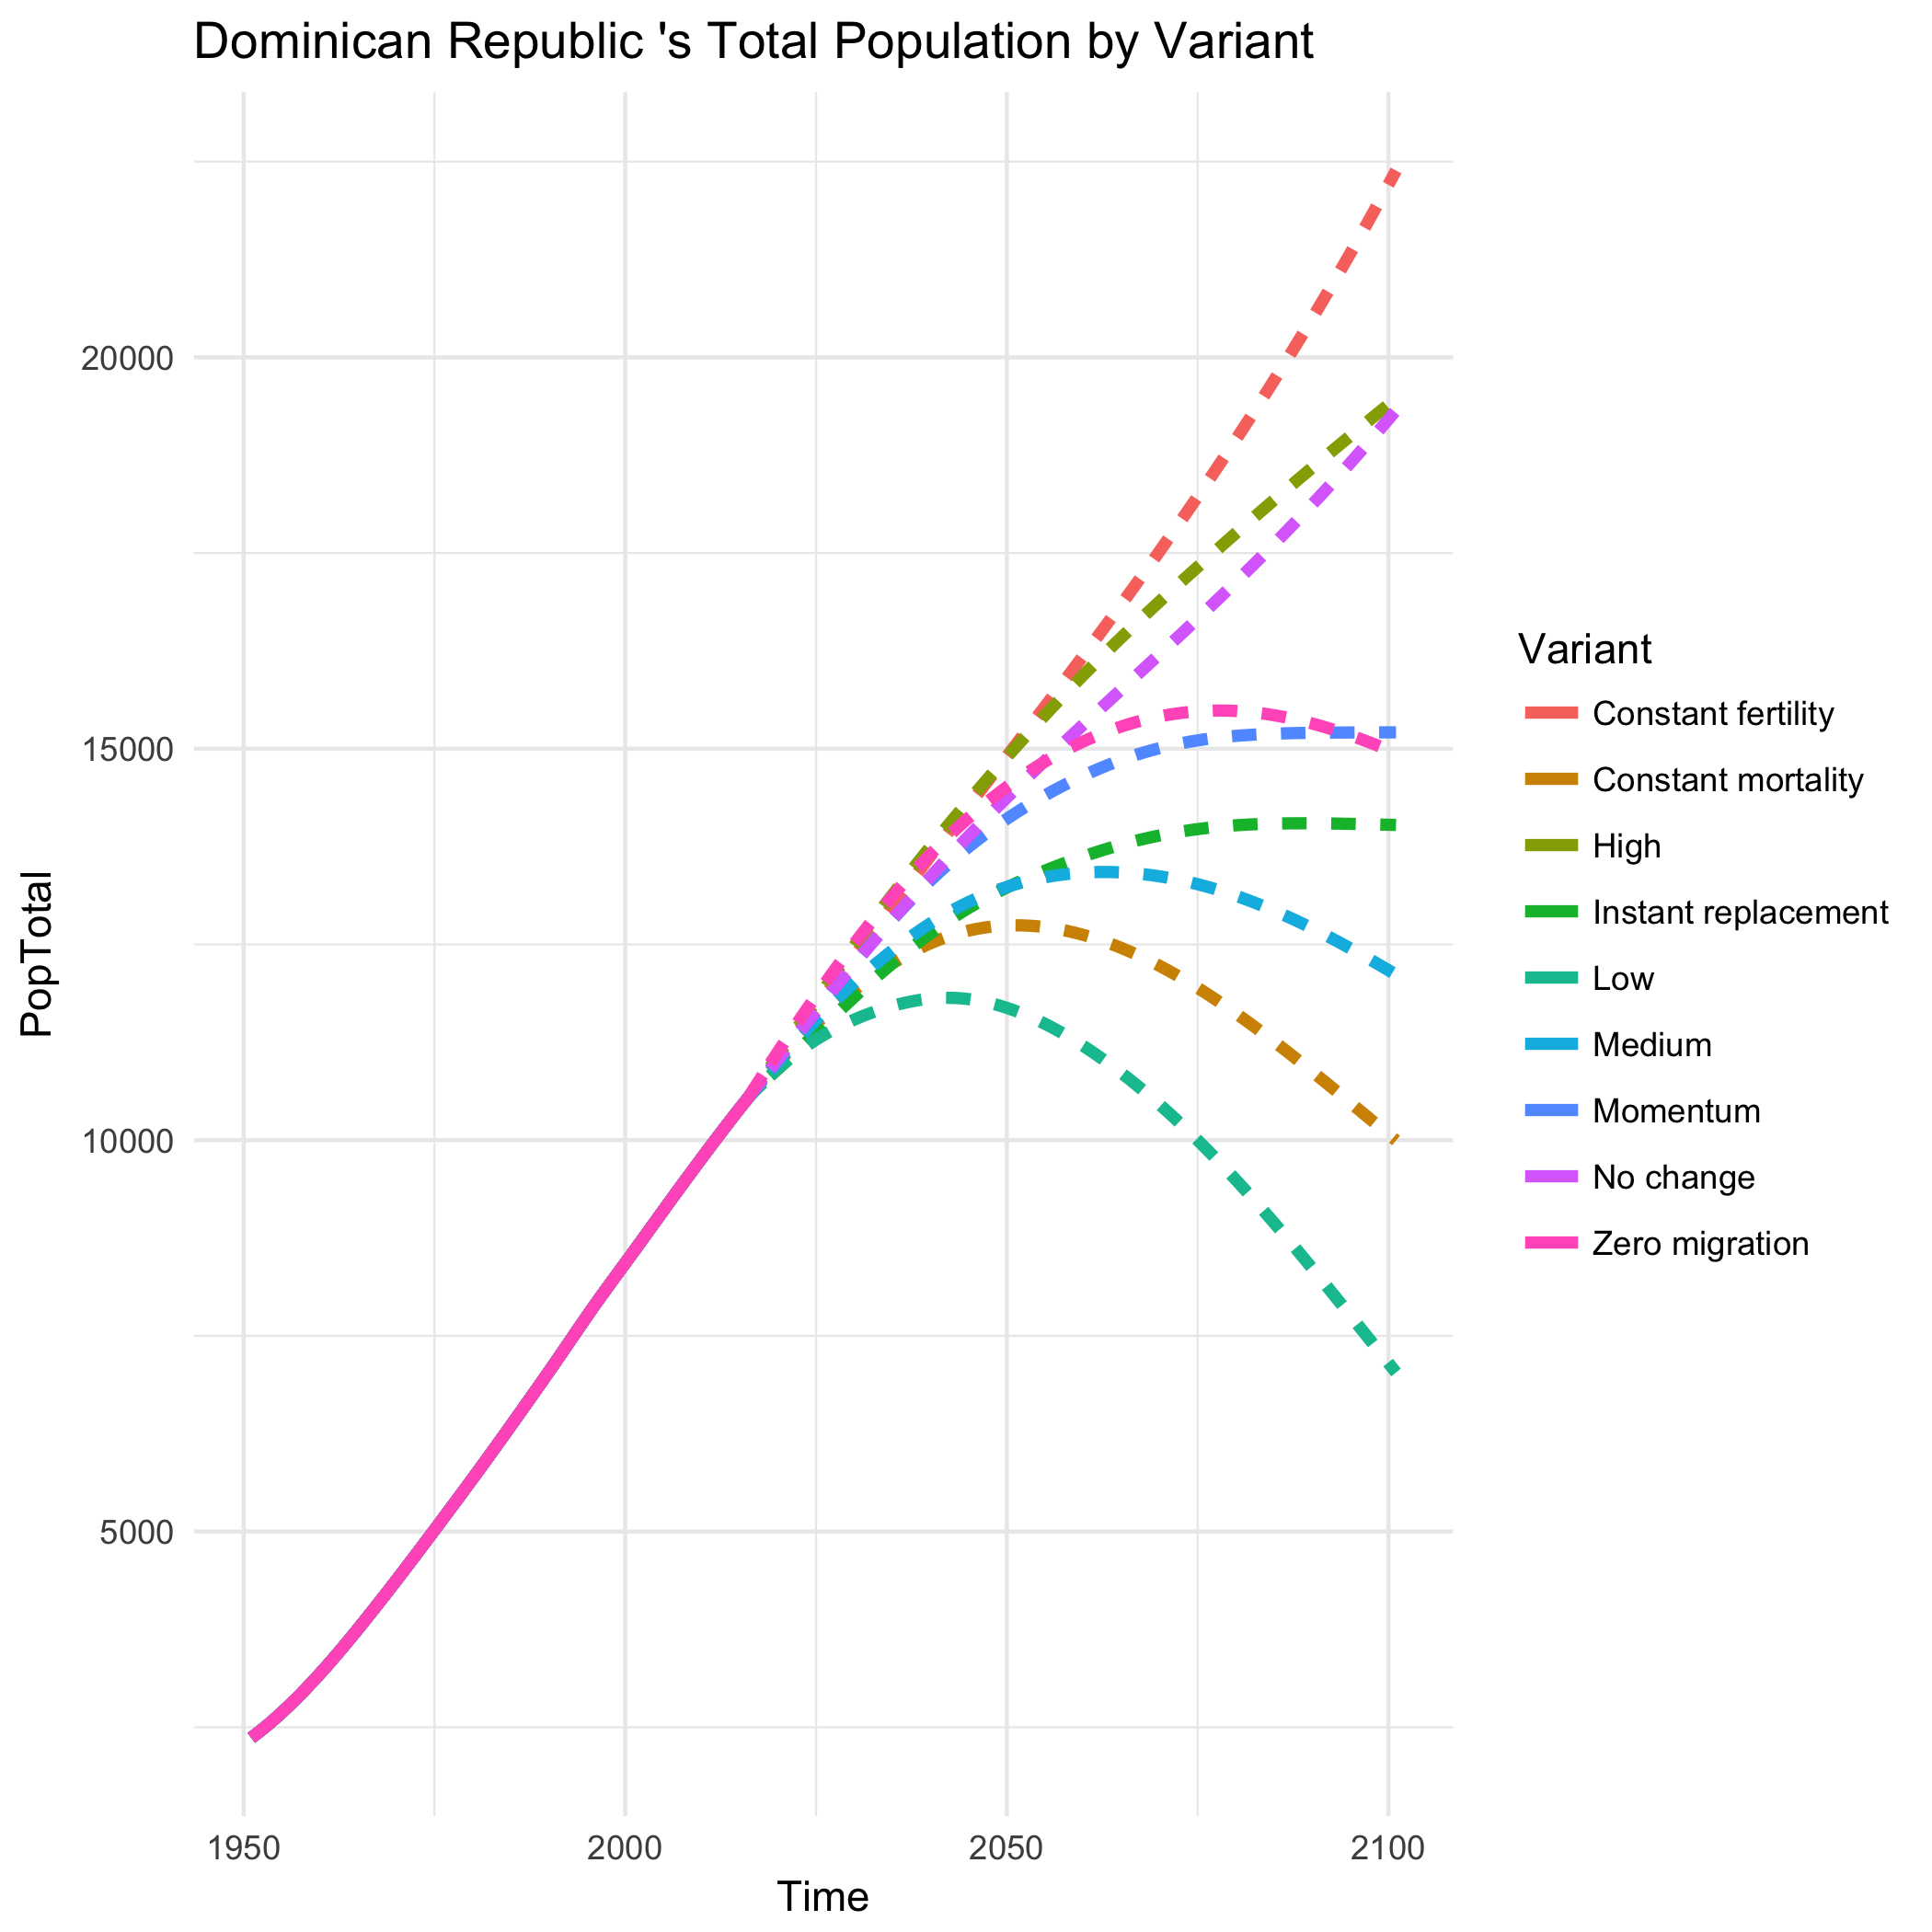 Dominican Republic 's Total Population by Variant
20000
15000
10000
5000
PopTotal
1950
2000
2050
2100
Time
Variant
Constant fertility
Constant mortality
High
Instant replacement
Low
Medium
Momentum
No change
Zero migration